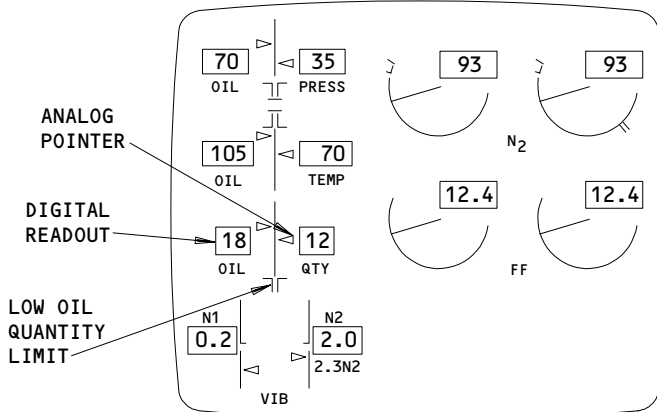 70 35 93 93
OIL PRESS
ANALOG
POINTER
N2
105 70
OIL TEMP
12.4 12.4
DIGITAL
READOUT
18 12
OIL QTY
FF
LOW OIL
QUANTITY
LIMIT
N1 N2
0.2 2.0
2.3N2
VIB